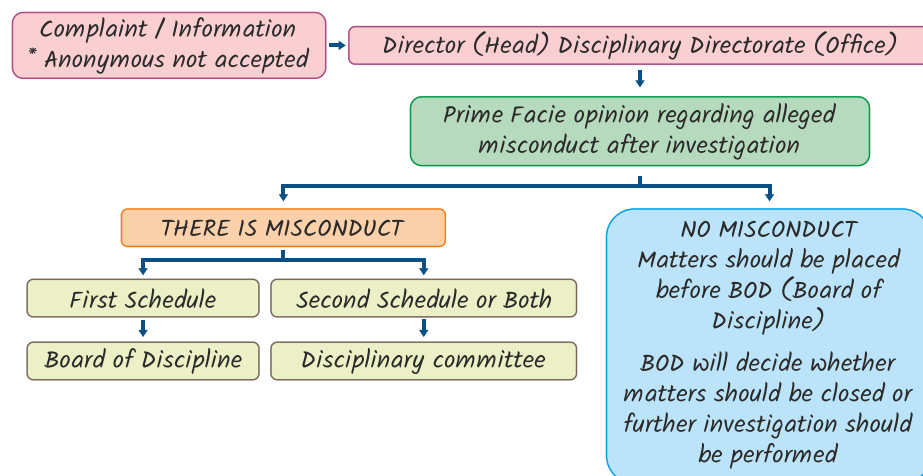 Complaint / Information
* Anonymous not accepted
Director (Head) Disciplinary Directorate (Office)
Prime Facie opinion regarding alleged
misconduct after investigation
THERE IS MISCONDUCT
First Schedule
Second Schedule or Both
Board of Discipline
Disciplinary committee
NO MISCONDUCT
Matters should be placed
before BOD (Board of
Discipline)
BOD will decide whether
matters should be closed or
further investigation should
be performed